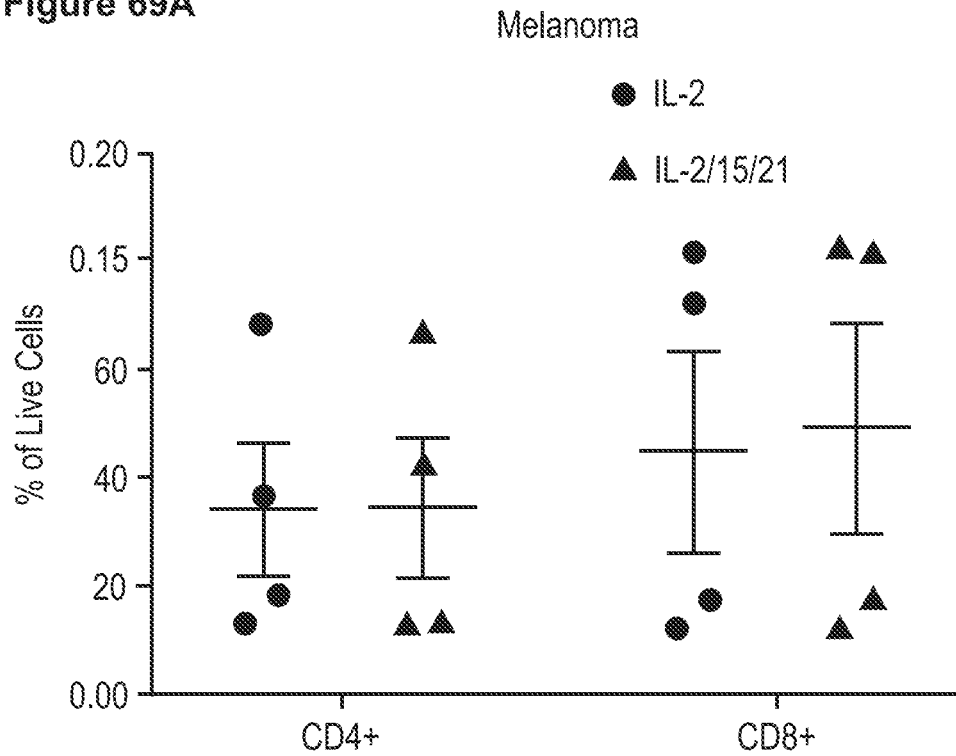 Figure 69A
Melanoma
IL-2
IL-2/15/21
0.20
0.15
60
40
20
0.00
% of Live Cells
CD4+
CD8+